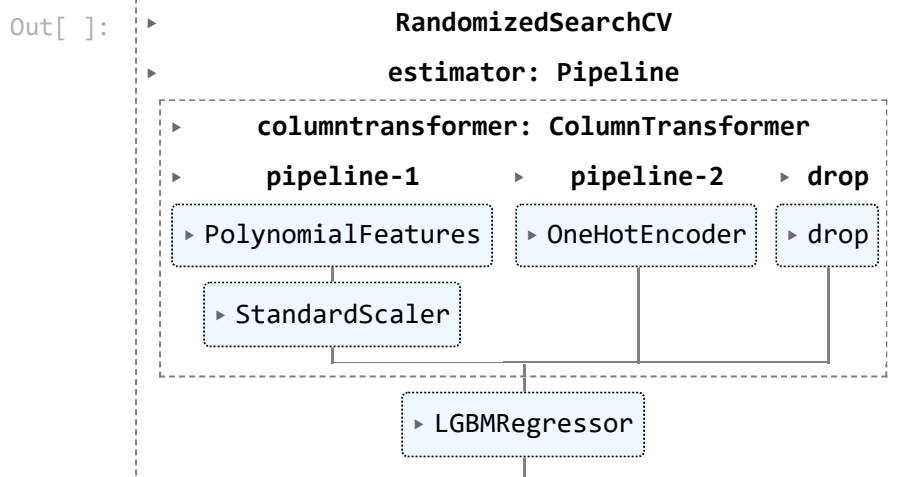 Out[ ]:
RandomizedSearchCV
estimator: Pipeline
columntransformer: ColumnTransformer
pipeline-1 pipeline-2 drop
PolynomialFeatures OneHotEncoder drop
StandardScaler
LGBMRegressor